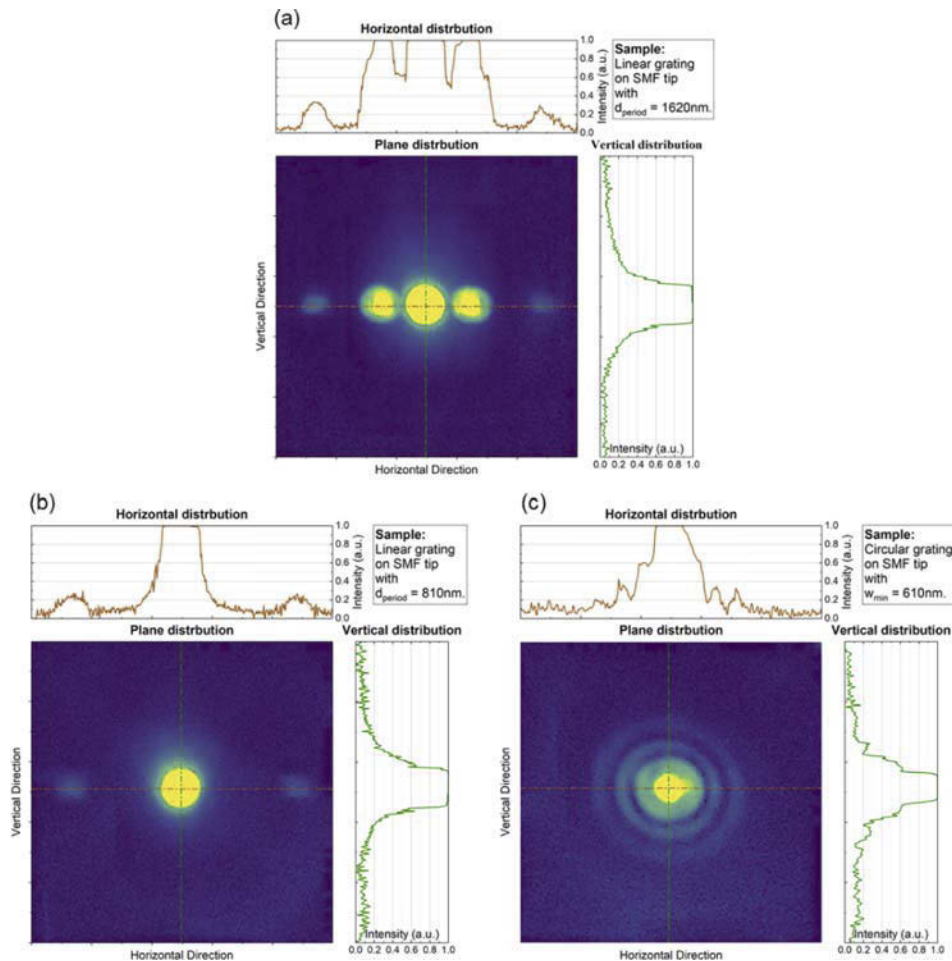 (a)
Horizontal distrbution
1.0
0.8
0.6
0.4
0.2
0.0
Intensity (a.u.)
Sample:
Linear grating
on SMF tip
with
d_period = 1620nm.
Plane distrbution
Vertical distribution
Vertical Direction
Horizontal Direction
Intensity (a.u.)
0.0 0.2 0.4 0.6 0.8 1.0
(b)
Horizontal distrbution
1.0
0.8
0.6
0.4
0.2
0.0
Intensity (a.u.)
Sample:
Linear grating
on SMF tip
with
d_period = 810nm.
Plane distrbution
Vertical distribution
Vertical Direction
Horizontal Direction
Intensity (a.u.)
0.0 0.2 0.4 0.6 0.8 1.0
(c)
Horizontal distrbution
1.0
0.8
0.6
0.4
0.2
0.0
Intensity (a.u.)
Sample:
Circular grating
on SMF tip
with
w_min = 610nm.
Plane distrbution
Vertical distribution
Vertical Direction
Horizontal Direction
Intensity (a.u.)
0.0 0.2 0.4 0.6 0.8 1.0